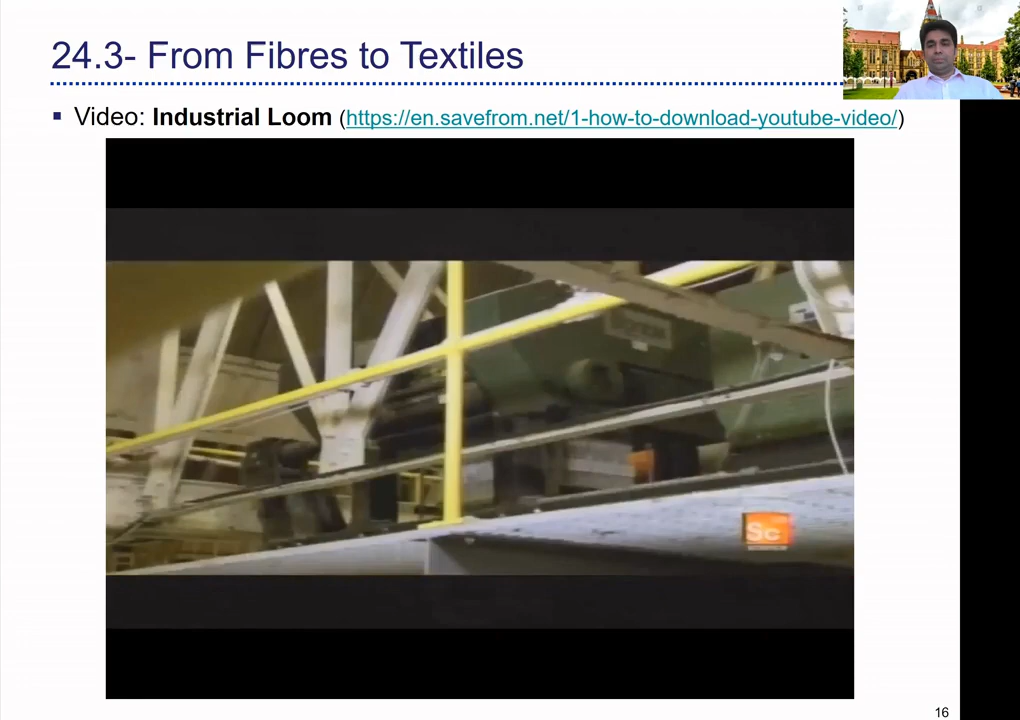 24.3- From Fibres to Textiles
▪ Video: Industrial Loom (https://en.savefrom.net/1-how-to-download-youtube-video/)
Sc
16